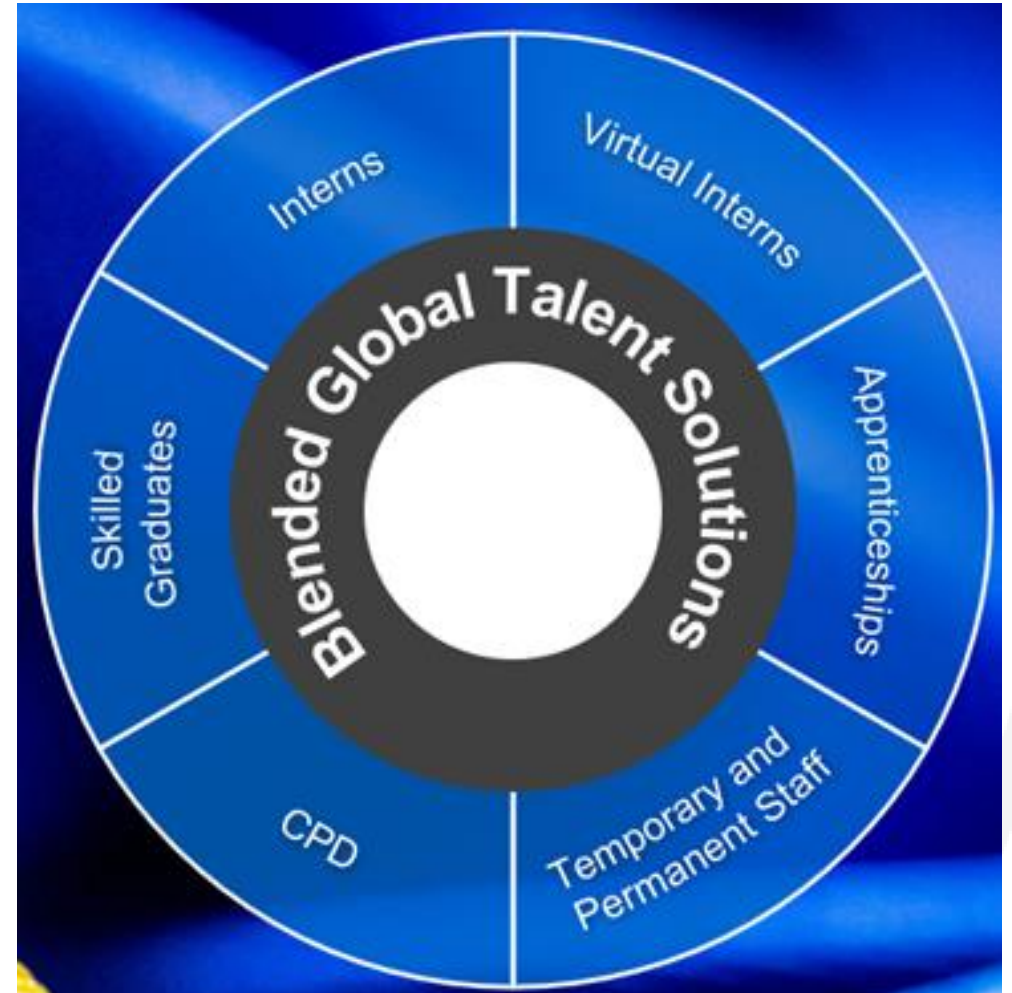 Blended Global Talent Solutions
Virtual Interns
Apprenticeships
Temporary and
Permanent Staff
CPD
Skilled
Graduates
Interns